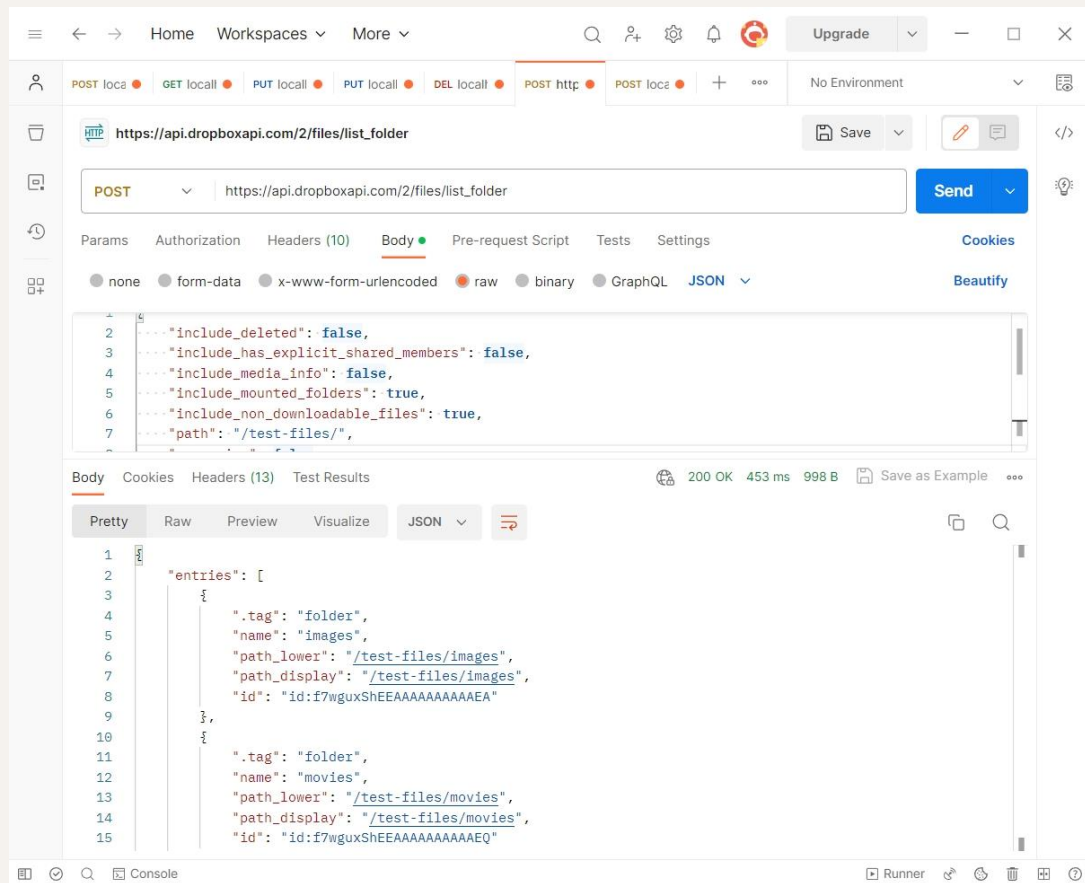 Home Workspaces More Upgrade
POST loca GET locall PUT locall PUT locall DEL locall POST http POST loca No Environment
HTTP https://api.dropboxapi.com/2/files/list_folder Save
POST https://api.dropboxapi.com/2/files/list_folder Send
Params Authorization Headers (10) Body Pre-request Script Tests Settings Cookies
none form-data x-www-form-urlencoded raw binary GraphQL JSON Beautify
2 "include_deleted": false,
3 "include_has_explicit_shared_members": false,
4 "include_media_info": false,
5 "include_mounted_folders": true,
6 "include_non_downloadable_files": true,
7 "path": "/test-files/",
Body Cookies Headers (13) Test Results 200 OK 453 ms 998 B Save as Example
Pretty Raw Preview Visualize JSON
1 {
2 "entries": [
3 {
4 ".tag": "folder",
5 "name": "images",
6 "path_lower": "/test-files/images",
7 "path_display": "/test-files/images",
8 "id": "id:f7wguxShEEAAAAAAAAAAEA"
9 },
10 {
11 ".tag": "folder",
12 "name": "movies",
13 "path_lower": "/test-files/movies",
14 "path_display": "/test-files/movies",
15 "id": "id:f7wguxShEEAAAAAAAAAAEQ"
Console Runner